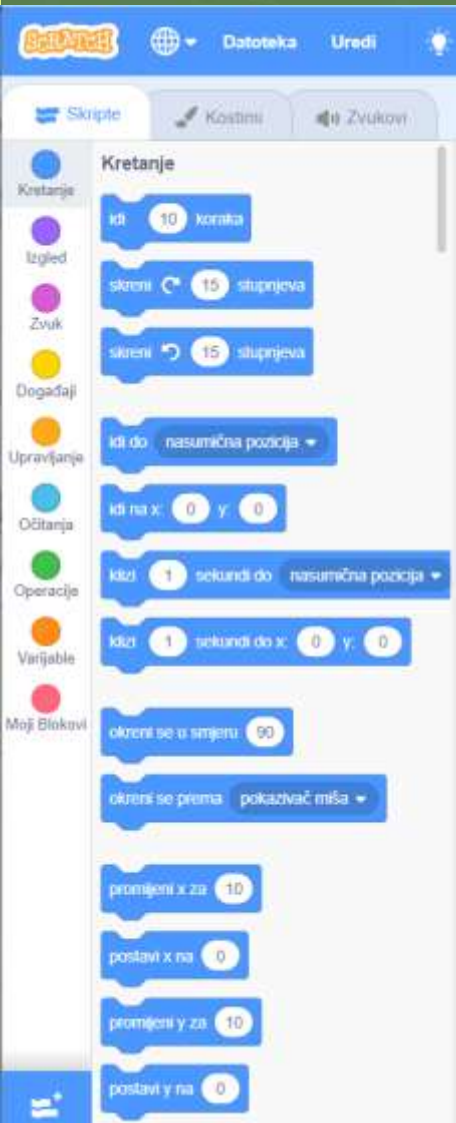 SCRATCH Datoteka Uredi
Skripte Kostimi Zvukovi
Kretanje
Izgled
Zvuk
Događaji
Upravljanje
Očitanja
Operacije
Varijable
Moji Blokovi
Kretanje
idi 10 koraka
skreni 15 stupnjeva
skreni 15 stupnjeva
idi do nasumična pozicija
idi na x: 0 y: 0
klizi 1 sekundi do nasumična pozicija
klizi 1 sekundi do x: 0 y: 0
okreni se u smjeru 90
okreni se prema pokazivač miša
promijeni x za 10
postavi x na 0
promijeni y za 10
postavi y na 0